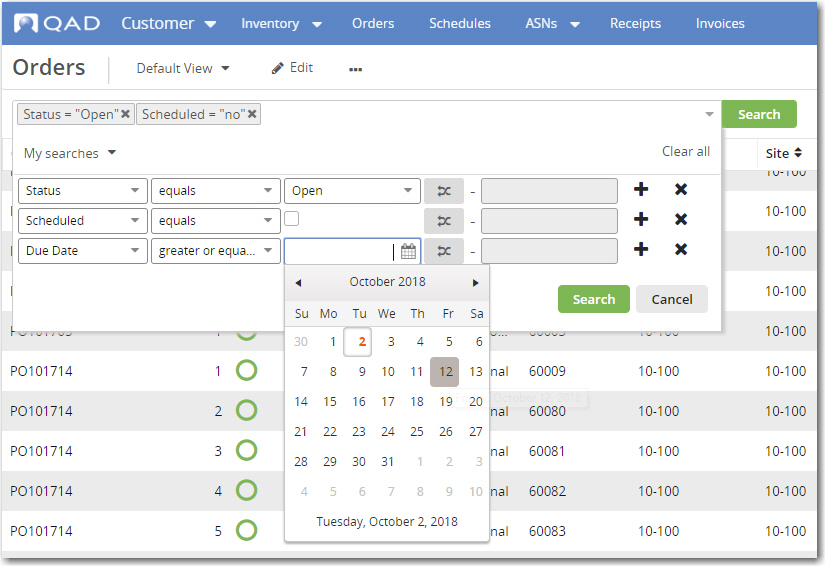 QAD Customer Inventory Orders Schedules ASNs Receipts Invoices
Orders Default View Edit ...
Status = "Open" Scheduled = "no" Search
My searches Clear all Site
Status equals Open - 10-100
Scheduled equals - 10-100
Due Date greater or equa... - 10-100
October 2018
Search Cancel 10-100
Su Mo Tu We Th Fr Sa
10-100
30 1 2 3 4 5 6
PO101714 1 7 8 9 10 11 12 13 nal 60009 10-100 10-100
October 12, 2018
14 15 16 17 18 19 20
PO101714 2 nal 60080 10-100 10-100
21 22 23 24 25 26 27
PO101714 3 nal 60081 10-100 10-100
28 29 30 31 1 2 3
PO101714 4 4 5 6 7 8 9 10 nal 60082 10-100 10-100
Tuesday, October 2, 2018
PO101714 5 nal 60083 10-100 10-100